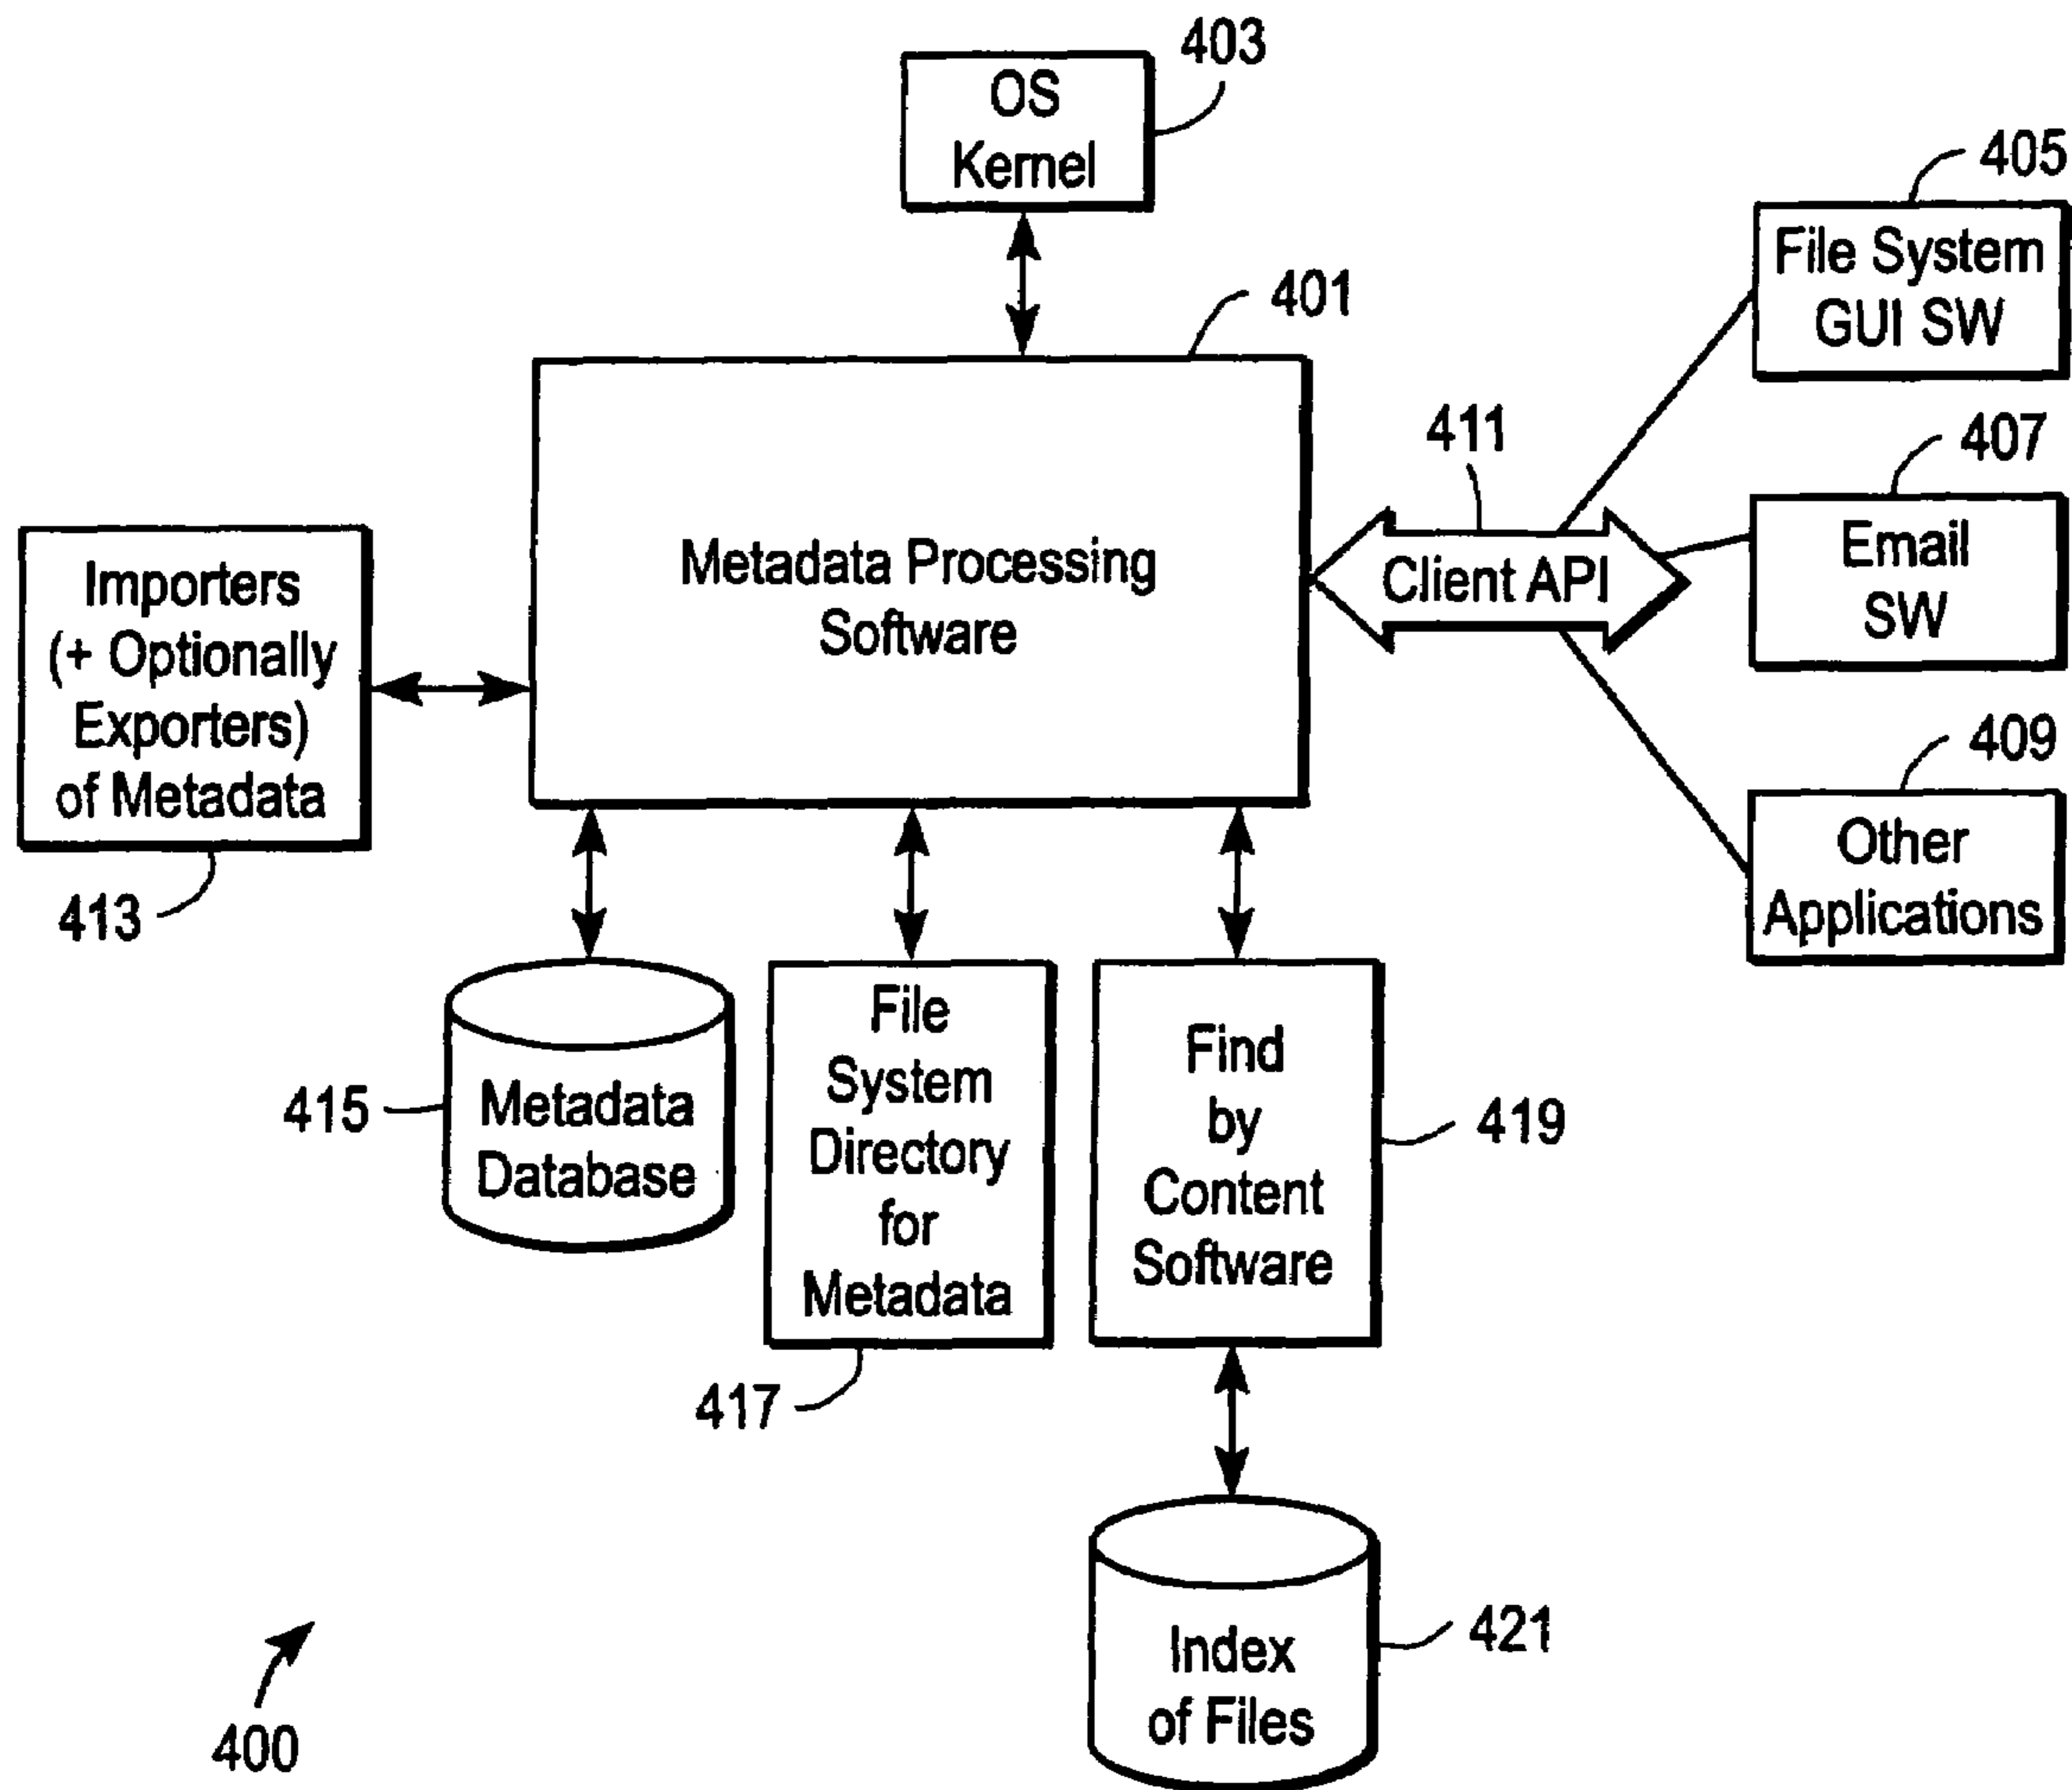 403
OS
Kernel
405
File System
GUI SW
401
411
407
Client API
Email
SW
Metadata Processing
Software
Importers
(+ Optionally
Exporters)
of Metadata
413
409
Other
Applications
415
Metadata
Database
File
System
Directory
for
Metadata
417
Find
by
Content
Software
419
421
Index
of Files
400